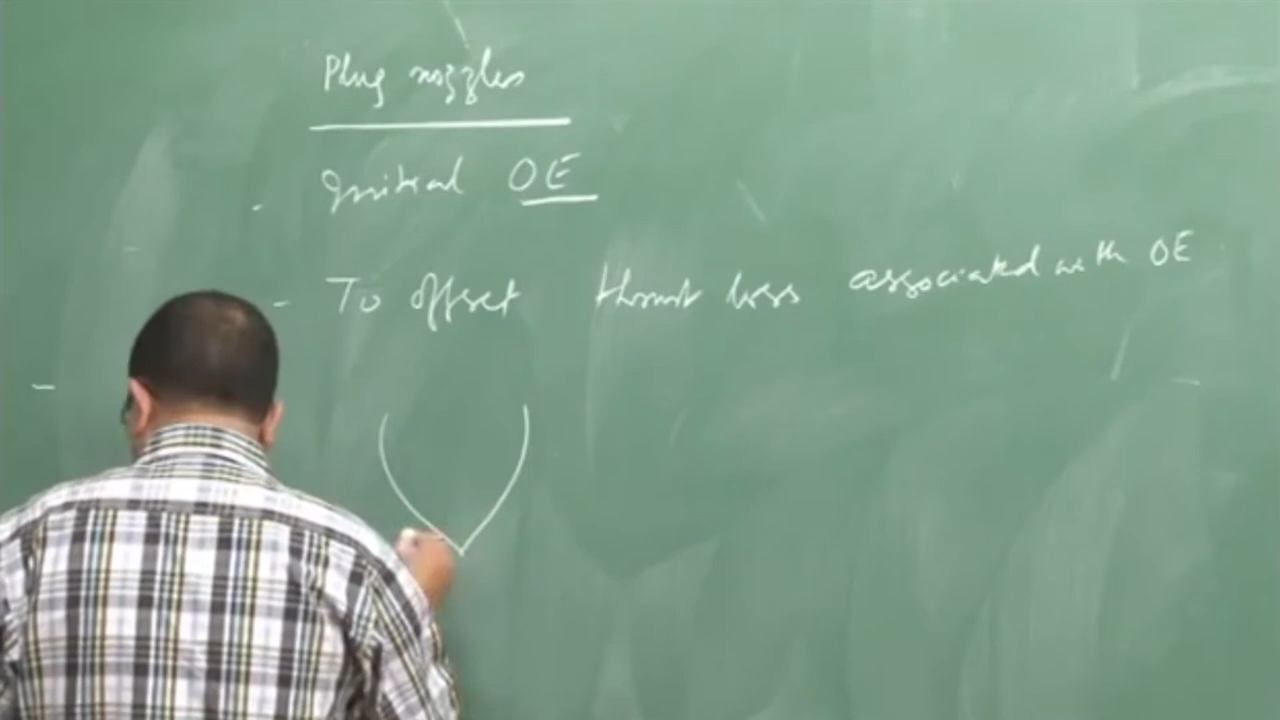 Plug nozzles
- Initial OE
- To offset thrust loss associated with OE